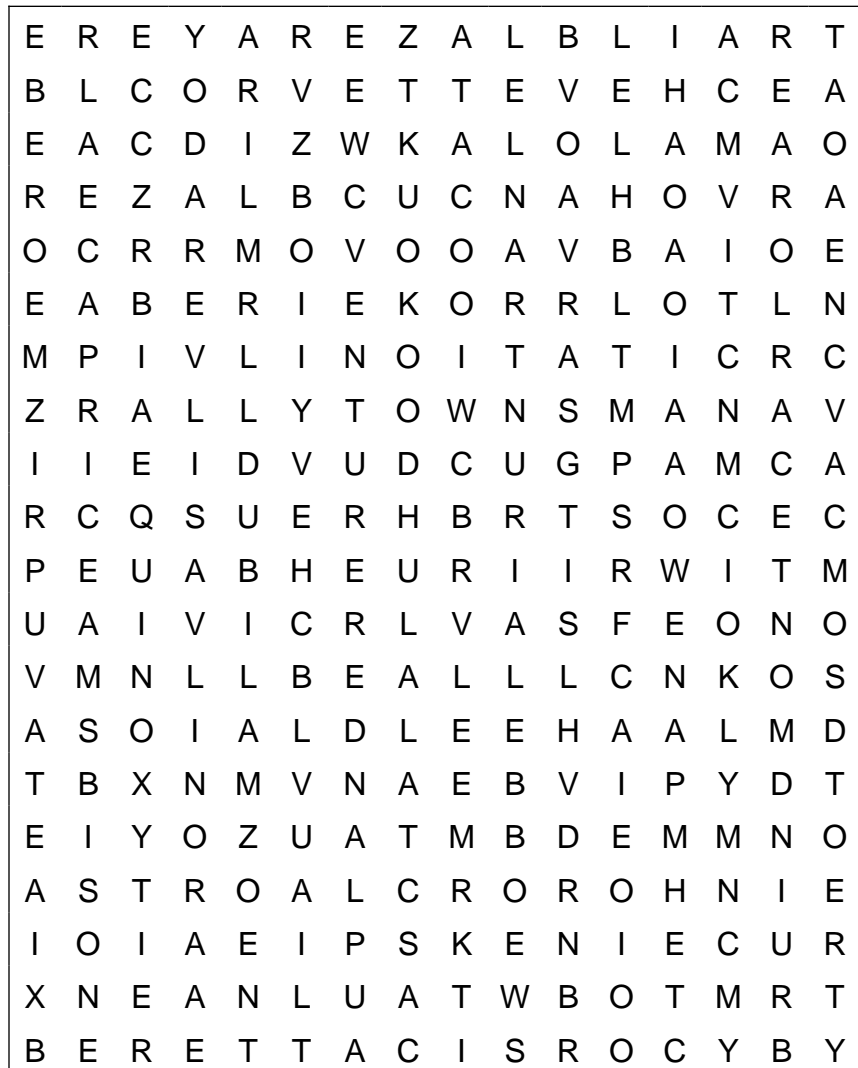 E R E Y A R E Z A L B L I A R T
B L C O R V E T T E V E H C E A
E A C D I Z W K A L O L A M A O
R E Z A L B C U C N A H O V R A
O C R R M O V O O A V B A I O E
E A B E R I E K O R R L O T L N
M P I V L I N O I T A T I C R C
Z R A L L Y T O W N S M A N A V
I I E I D V U D C U G P A M C A
R C Q S U E R H B R T S O C E C
P E U A B H E U R I I R W I T M
U A I V I C R L V A S F E O N O
V M N L L B E A L L L C N K O S
A S O I A L D L E E H A A L M D
T B X N M V N A E B V I P Y D T
E I Y O Z U A T M B D E M M N O
A S T R O A L C R O R O H N I E
I O I A E I P S K E N I E C U R
X N E A N L U A T W B O T M R T
B E R E T T A C I S R O C Y B Y